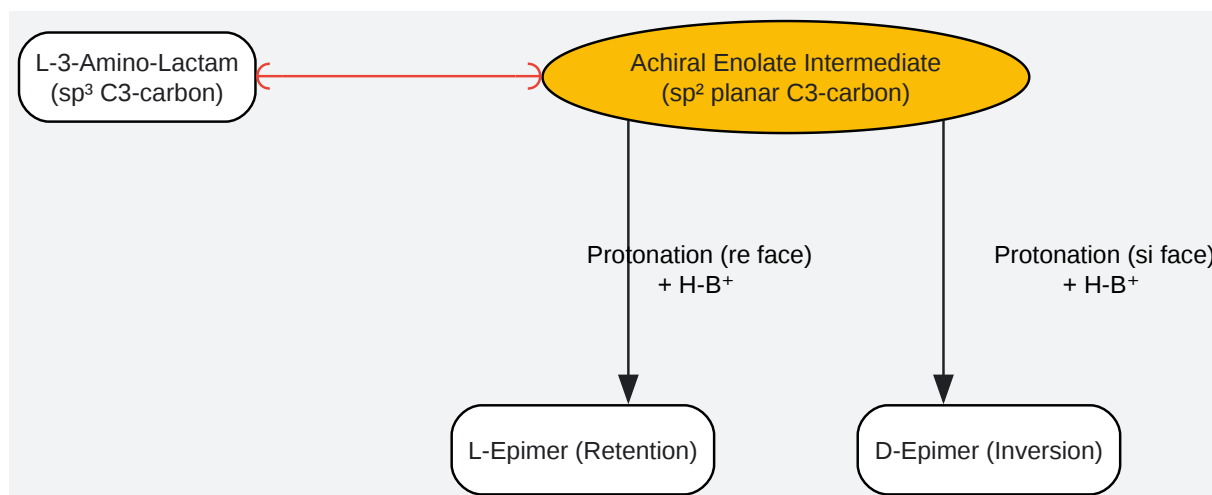 L-3-Amino-Lactam
(sp³ C3-carbon)
Achiral Enolate Intermediate
(sp² planar C3-carbon)
Protonation (re face)
+ H-B⁺
Protonation (si face)
+ H-B⁺
L-Epimer (Retention)
D-Epimer (Inversion)